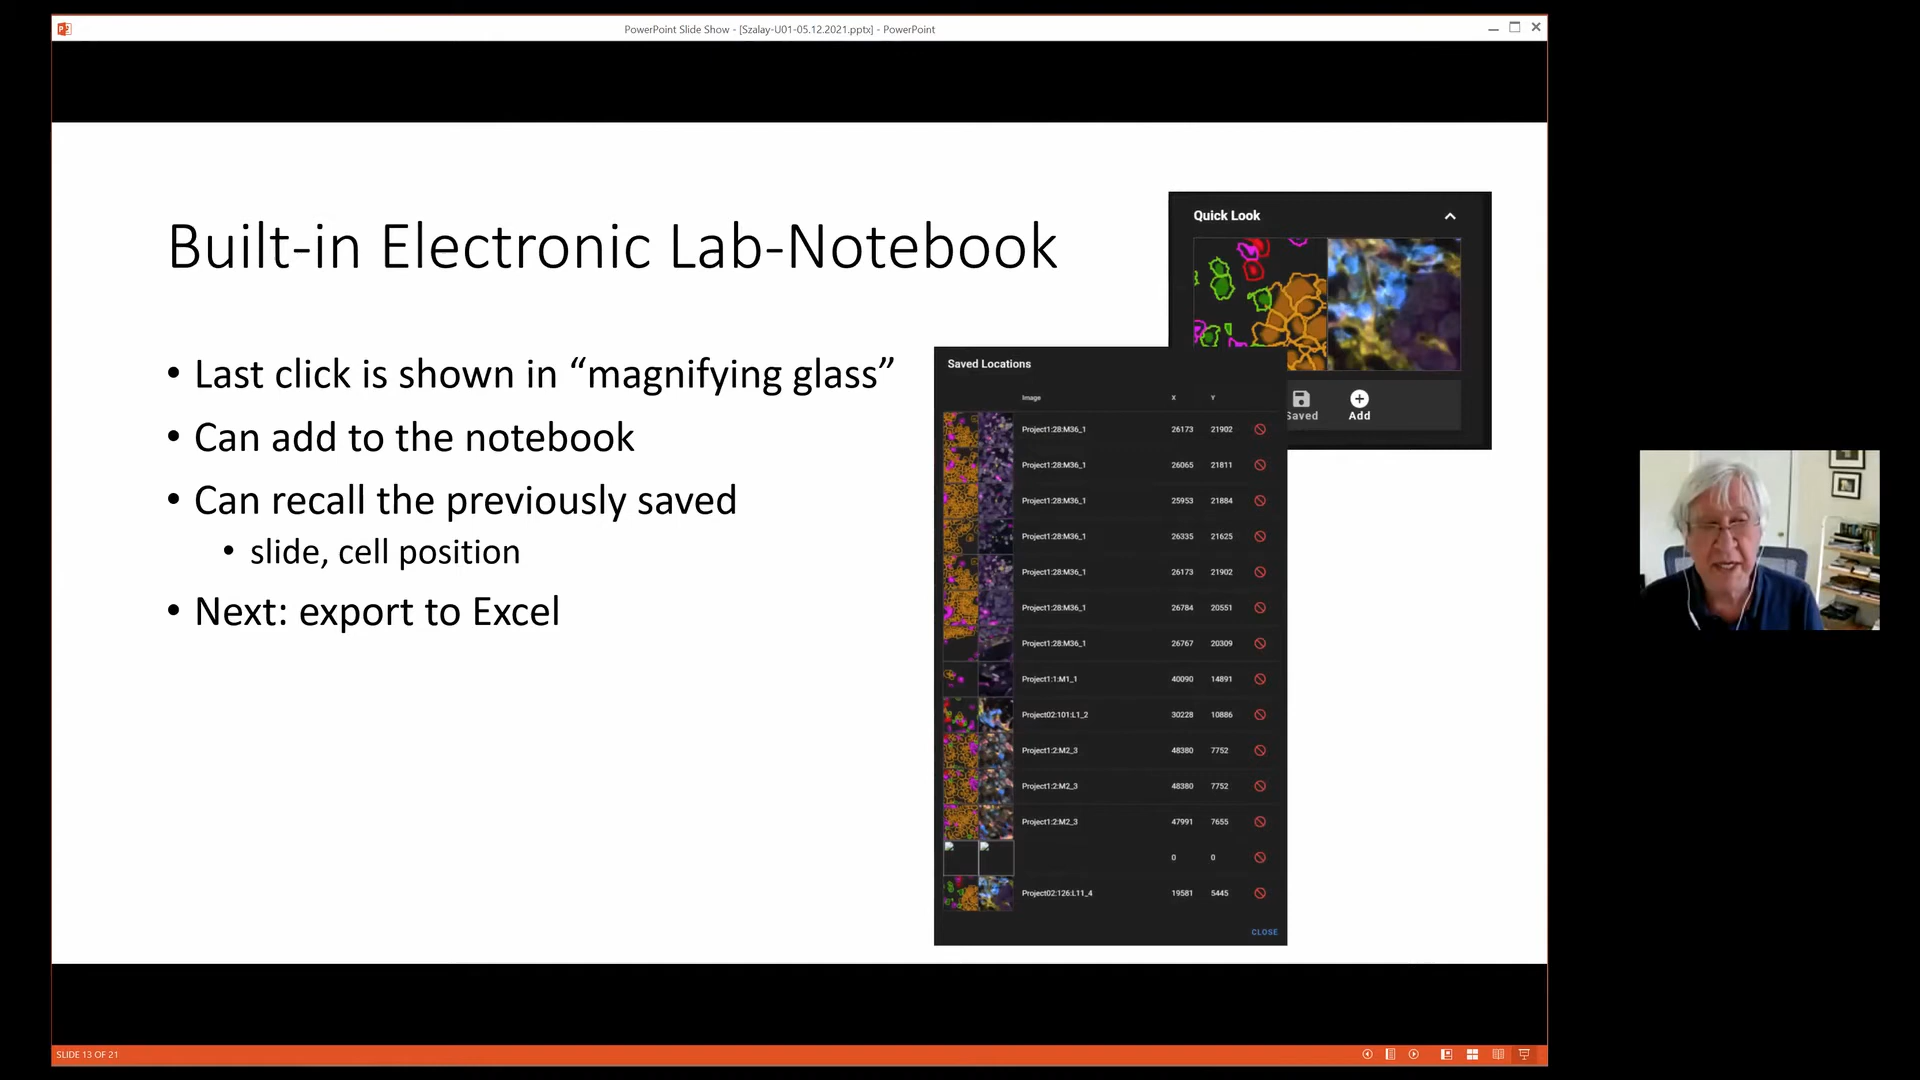 PowerPoint Slide Show - [Szalay-U01-05.12.2021.pptx] - PowerPoint
Built-in Electronic Lab-Notebook
• Last click is shown in “magnifying glass”
• Can add to the notebook
• Can recall the previously saved
• slide, cell position
• Next: export to Excel
Quick Look
Saved Add
Saved Locations
Image X Y
Project1:28:M36_1 26173 21902
Project1:28:M36_1 26065 21811
Project1:28:M36_1 25953 21884
Project1:28:M36_1 26335 21625
Project1:28:M36_1 26173 21902
Project1:28:M36_1 26784 20551
Project1:28:M36_1 26767 20309
Project1:1:M1_1 40090 14891
Project02:101:L1_2 30228 10886
Project1:2:M2_3 48380 7752
Project1:2:M2_3 48380 7752
Project1:2:M2_3 47991 7655
0 0
Project02:126:L11_4 19581 5445
CLOSE
SLIDE 13 OF 21